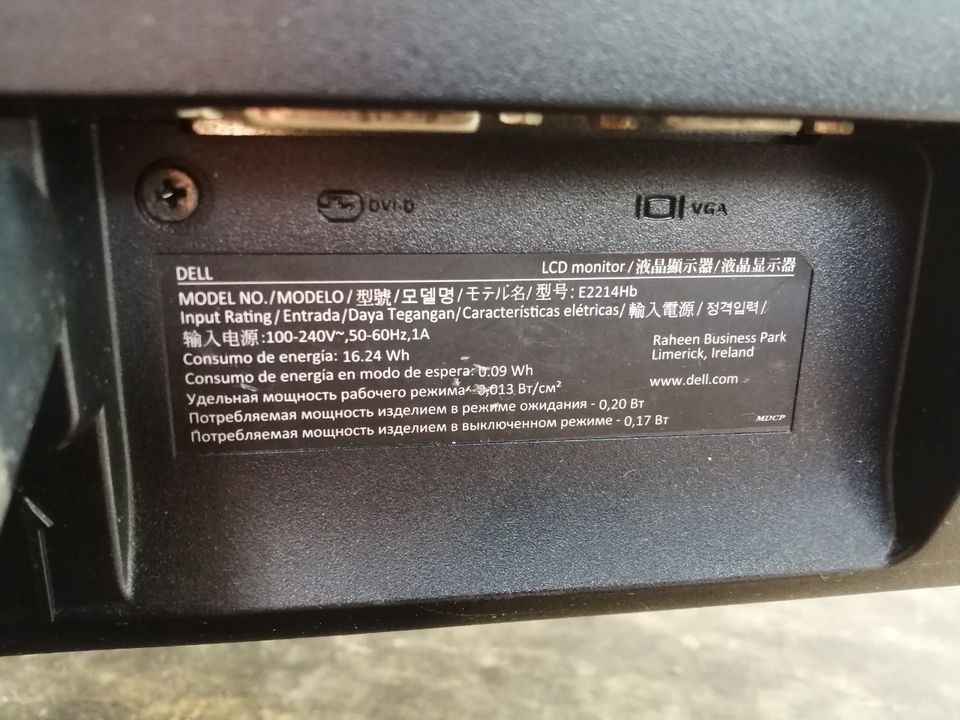 DVI-D
VGA
DELL
LCD monitor / 液晶顯示器 / 液晶显示器
MODEL NO. / MODELO / 型號 / 모델명 / モデル名 / 型号: E2214Hb
Input Rating / Entrada / Daya Tegangan / Características elétricas / 輸入電源 / 정격입력 /
输入电源 :100-240V~,50-60Hz,1A
Consumo de energía: 16.24 Wh
Consumo de energía en modo de espera: 0.09 Wh
Удельная мощность рабочего режима - 0,013 Вт/см²
Потребляемая мощность изделием в режиме ожидания - 0,20 Вт
Потребляемая мощность изделием в выключенном режиме - 0,17 Вт
Raheen Business Park
Limerick, Ireland
www.dell.com
MDCP